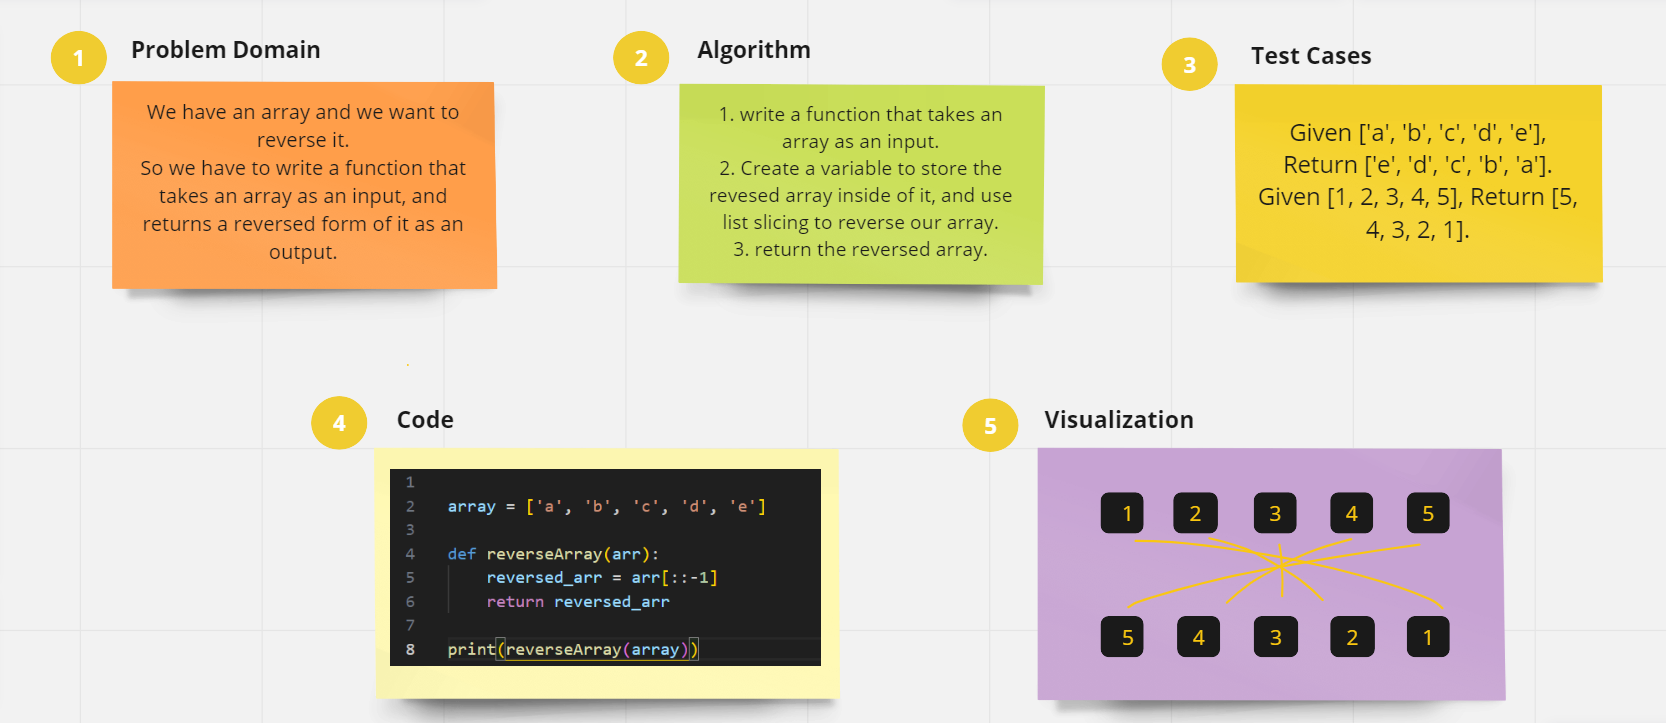 1
Problem Domain
We have an array and we want to
reverse it.
So we have to write a function that
takes an array as an input, and
returns a reversed form of it as an
output.
2
Algorithm
1. write a function that takes an
array as an input.
2. Create a variable to store the
revesed array inside of it, and use
list slicing to reverse our array.
3. return the reversed array.
3
Test Cases
Given ['a', 'b', 'c', 'd', 'e'],
Return ['e', 'd', 'c', 'b', 'a'].
Given [1, 2, 3, 4, 5], Return [5,
4, 3, 2, 1].
4
Code
1
2 array = ['a', 'b', 'c', 'd', 'e']
3
4 def reverseArray(arr):
5 reversed_arr = arr[::-1]
6 return reversed_arr
7
8 print(reverseArray(array))
5
Visualization
1 2 3 4 5
5 4 3 2 1